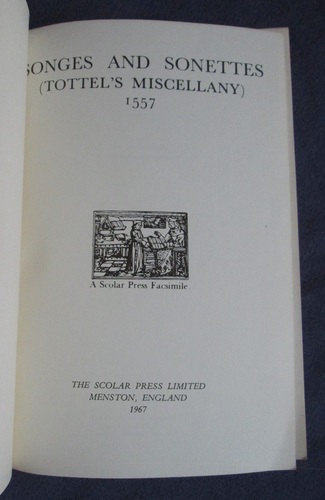 SONGES AND SONETTES
(TOTTEL'S MISCELLANY)
1557
A Scolar Press Facsimile
THE SCOLAR PRESS LIMITED
MENSTON, ENGLAND
1967